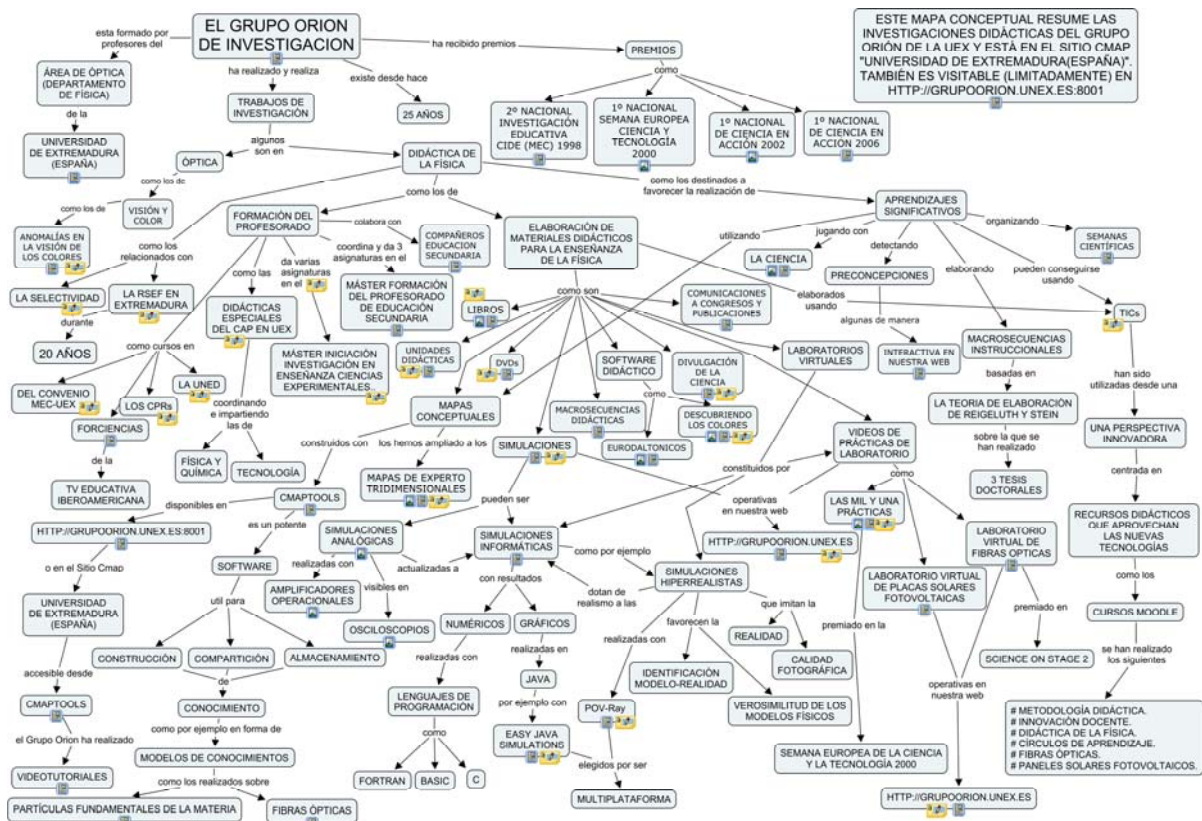 EL GRUPO ORION
DE INVESTIGACION
ESTE MAPA CONCEPTUAL RESUME LAS
INVESTIGACIONES DIDÁCTICAS DEL GRUPO
ORIÓN DE LA UEX Y ESTÀ EN EL SITIO CMAP
"UNIVERSIDAD DE EXTREMADURA(ESPAÑA)".
TAMBIÈN ES VISITABLE (LIMITADAMENTE) EN
HTTP://GRUPOORION.UNEX.ES:8001
esta formado por
profesores del
ha recibido premios
PREMIOS
ÁREA DE ÓPTICA
(DEPARTAMENTO
DE FÍSICA)
ha realizado y realiza
existe desde hace
como
TRABAJOS DE
INVESTIGACIÓN
25 AÑOS
2º NACIONAL
INVESTIGACIÓN
EDUCATIVA
CIDE (MEC) 1998
1º NACIONAL
SEMANA EUROPEA
CIENCIA Y
TECNOLOGÍA
2000
1º NACIONAL
DE CIENCIA EN
ACCIÓN 2002
1º NACIONAL
DE CIENCIA EN
ACCIÓN 2006
de la
UNIVERSIDAD
DE EXTREMADURA
(ESPAÑA)
algunos
son en
ÓPTICA
DIDÁCTICA DE
LA FÍSICA
como los destinados a
favorecer la realización de
como los de
como los de
VISIÓN Y
COLOR
ANOMALÍAS EN
LA VISIÓN DE
LOS COLORES
como los de
FORMACIÓN DEL
PROFESORADO
colabora con
COMPAÑEROS
EDUCACION
SECUNDARIA
ELABORACIÓN DE
MATERIALES DIDÁCTICOS
PARA LA ENSEÑANZA
DE LA FÍSICA
utilizando
APRENDIZAJES
SIGNIFICATIVOS
organizando
SEMANAS
CIENTÍFICAS
jugando con
LA CIENCIA
detectando
PRECONCEPCIONES
elaborando
pueden conseguirse
usando
como los
relacionados con
como las
da varias
asignaturas
en el
coordina y da 3
asignaturas en el
LA SELECTIVIDAD
LA RSEF EN
EXTREMADURA
DIDÁCTICAS
ESPECIALES
DEL CAP EN UEX
MÁSTER FORMACIÓN
DEL PROFESORADO
DE EDUCACIÓN
SECUNDARIA
durante
20 AÑOS
como son
LIBROS
COMUNICACIONES
A CONGRESOS Y
PUBLICACIONES
elaborados
usando
TICs
algunas de manera
INTERACTIVA EN
NUESTRA WEB
MACROSECUENCIAS
INSTRUCCIONALES
como cursos en
MÁSTER INICIACIÓN
INVESTIGACIÓN EN
ENSEÑANZA CIENCIAS
EXPERIMENTALES..
UNIDADES
DIDÁCTICAS
DVDs
SOFTWARE
DIDÁCTICO
DIVULGACIÓN
DE LA
CIENCIA
LABORATORIOS
VIRTUALES
DEL CONVENIO
MEC-UEX
LOS CPRs
LA UNED
FORCIENCIAS
coordinando
e impartiendo
las de
MAPAS
CONCEPTUALES
MACROSECUENCIAS
DIDÁCTICAS
como
DESCUBRIENDO
LOS COLORES
EURODALTONICOS
basadas en
LA TEORIA DE ELABORACIÓN
DE REIGELUTH Y STEIN
han sido
utilizadas desde una
UNA PERSPECTIVA
INNOVADORA
de la
TV EDUCATIVA
IBEROAMERICANA
FÍSICA Y
QUÍMICA
TECNOLOGÍA
construidos con
los hemos ampliado a los
MAPAS DE EXPERTO
TRIDIMENSIONALES
SIMULACIONES
VIDEOS DE
PRÁCTICAS DE
LABORATORIO
sobre la que se
han realizado
3 TESIS
DOCTORALES
centrada en
constituidos por
como
disponibles en
CMAPTOOLS
pueden ser
operativas
en nuestra web
LAS MIL Y UNA
PRÁCTICAS
RECURSOS DIDÁCTICOS
QUE APROVECHAN
LAS NUEVAS
TECNOLOGÍAS
HTTP://GRUPOORION.UNEX.ES:8001
es un potente
SIMULACIONES
ANALÓGICAS
SIMULACIONES
INFORMÁTICAS
HTTP://GRUPOORION.UNEX.ES
LABORATORIO
VIRTUAL DE
FIBRAS OPTICAS
o en el Sitio Cmap
SOFTWARE
realizadas con
actualizadas a
visibles en
como por ejemplo
SIMULACIONES
HIPERREALISTAS
LABORATORIO VIRTUAL
DE PLACAS SOLARES
FOTOVOLTAICAS
como los
UNIVERSIDAD
DE EXTREMADURA
(ESPAÑA)
util para
AMPLIFICADORES
OPERACIONALES
con resultados
dotan de
realismo a las
que imitan la
premiado en
CURSOS MOODLE
OSCILOSCOPIOS
NUMÉRICOS
GRÁFICOS
realizadas con
favorecen la
REALIDAD
premiado en la
CONSTRUCCIÓN
COMPARTICIÓN
ALMACENAMIENTO
CALIDAD
FOTOGRÁFICA
SCIENCE ON STAGE 2
se han realizado
los siguientes
accesible desde
de
realizadas con
realizadas en
IDENTIFICACIÓN
MODELO-REALIDAD
operativas en
nuestra web
CMAPTOOLS
CONOCIMIENTO
LENGUAJES DE
PROGRAMACIÓN
JAVA
POV-Ray
VEROSIMILITUD DE LOS
MODELOS FÍSICOS
# METODOLOGÍA DIDÁCTICA.
# INNOVACIÓN DOCENTE.
# DIDÁCTICA DE LA FÍSICA.
# CÍRCULOS DE APRENDIZAJE.
# FIBRAS ÓPTICAS.
# PANELES SOLARES FOTOVOLTAICOS.
el Grupo Orion ha realizado
como por ejemplo en forma de
como
por ejemplo con
EASY JAVA
SIMULATIONS
VIDEOTUTORIALES
MODELOS DE CONOCIMIENTOS
elegidos por ser
SEMANA EUROPEA DE LA CIENCIA
Y LA TECNOLOGÍA 2000
como los realizados sobre
FORTRAN
BASIC
C
MULTIPLATAFORMA
HTTP://GRUPOORION.UNEX.ES
PARTÍCULAS FUNDAMENTALES DE LA MATERIA
FIBRAS ÓPTICAS